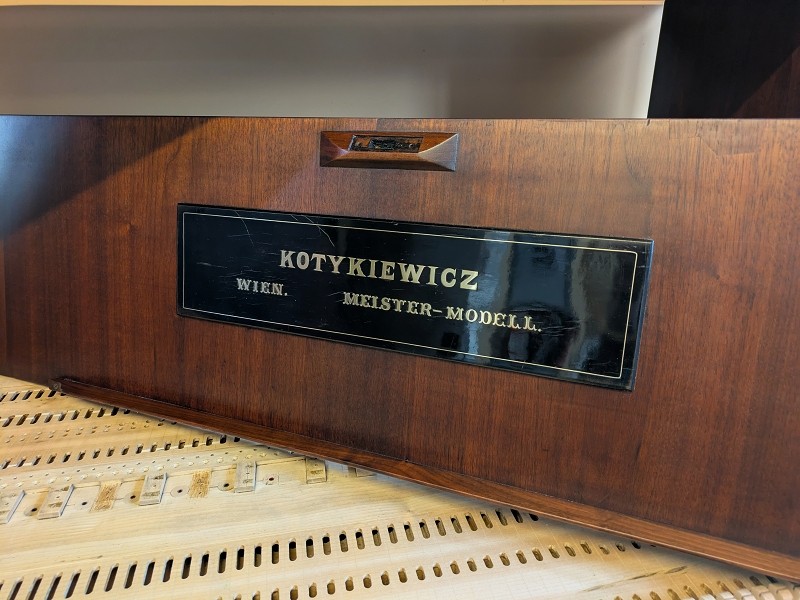 KOTYKIEWICZ
WIEN. MEISTER-MODELL.